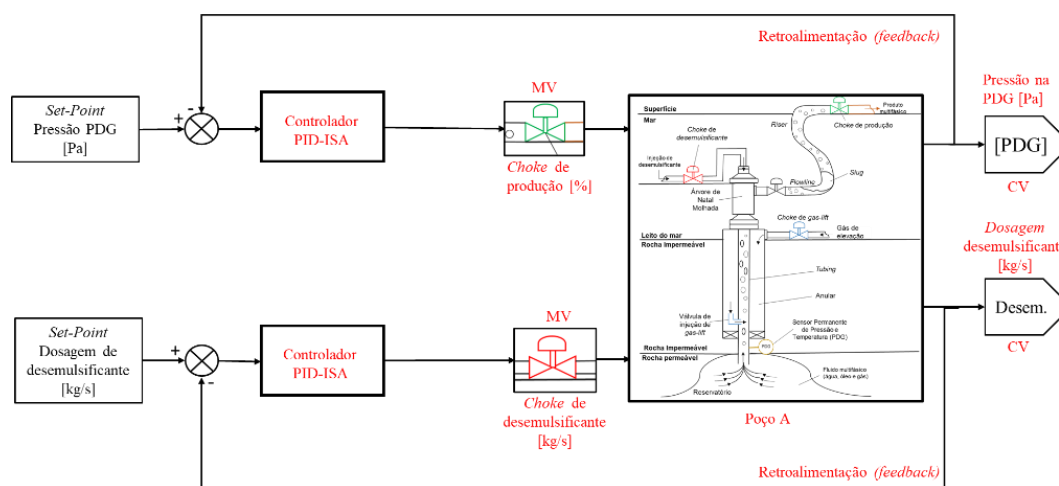 Retroalimentação (feedback)
Set-Point
Pressão PDG
[Pa]
+
-
Controlador
PID-ISA
MV
Choke de
produção [%]
Superfície
Mar
Riser
Produto
multifásico
Choke de produção
Choke de
desemulsificante
Injeção de
desemulsificante
Flowline
Slug
Árvore de
Natal
Molhada
Choke de gas-lift
Leito do mar
Rocha Impermeável
Gás de
elevação
Tubing
Anular
Válvula de
injeção de
gas-lift
Sensor Permanente
de Pressão e
Temperatura (PDG)
PDG
Rocha Impermeável
Rocha permeável
Fluido multifásico
(água, óleo e gás)
Reservatório
Poço A
Pressão na
PDG [Pa]
[PDG]
CV
Set-Point
Dosagem de
desemulsificante
[kg/s]
+
-
Controlador
PID-ISA
MV
Choke de
desemulsificante
[kg/s]
Dosagem
desemulsificant
[kg/s]
Desem.
CV
Retroalimentação (feedback)